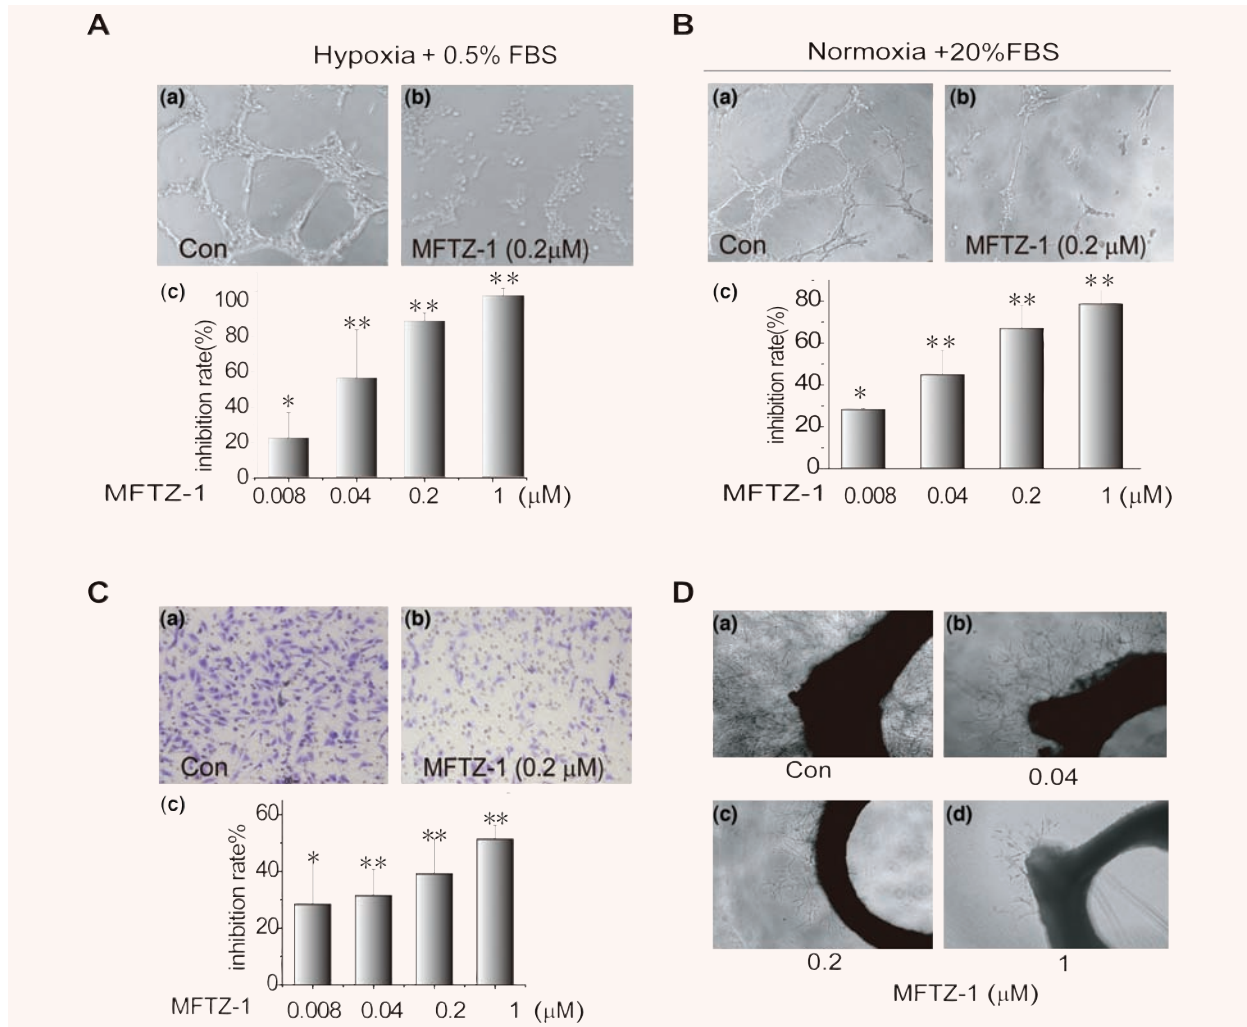 A
Hypoxia + 0.5% FBS
(a)
Con
(b)
MFTZ-1 (0.2μM)
(c)
inhibition rate(%)
100
80
60
40
20
0
*
**
**
**
MFTZ-1
0.008 0.04 0.2 1 (μM)
B
Normoxia +20%FBS
(a)
Con
(b)
MFTZ-1 (0.2 μM)
(c)
inhibition rate(%)
80
60
40
20
0
*
**
**
**
MFTZ-1
0.008 0.04 0.2 1 (μM)
C
(a)
Con
(b)
MFTZ-1 (0.2 μM)
(c)
inhibition rate%
60
40
20
0
*
**
**
**
MFTZ-1
0.008 0.04 0.2 1 (μM)
D
(a)
Con
(b)
0.04
(c)
0.2
(d)
1
MFTZ-1 (μM)